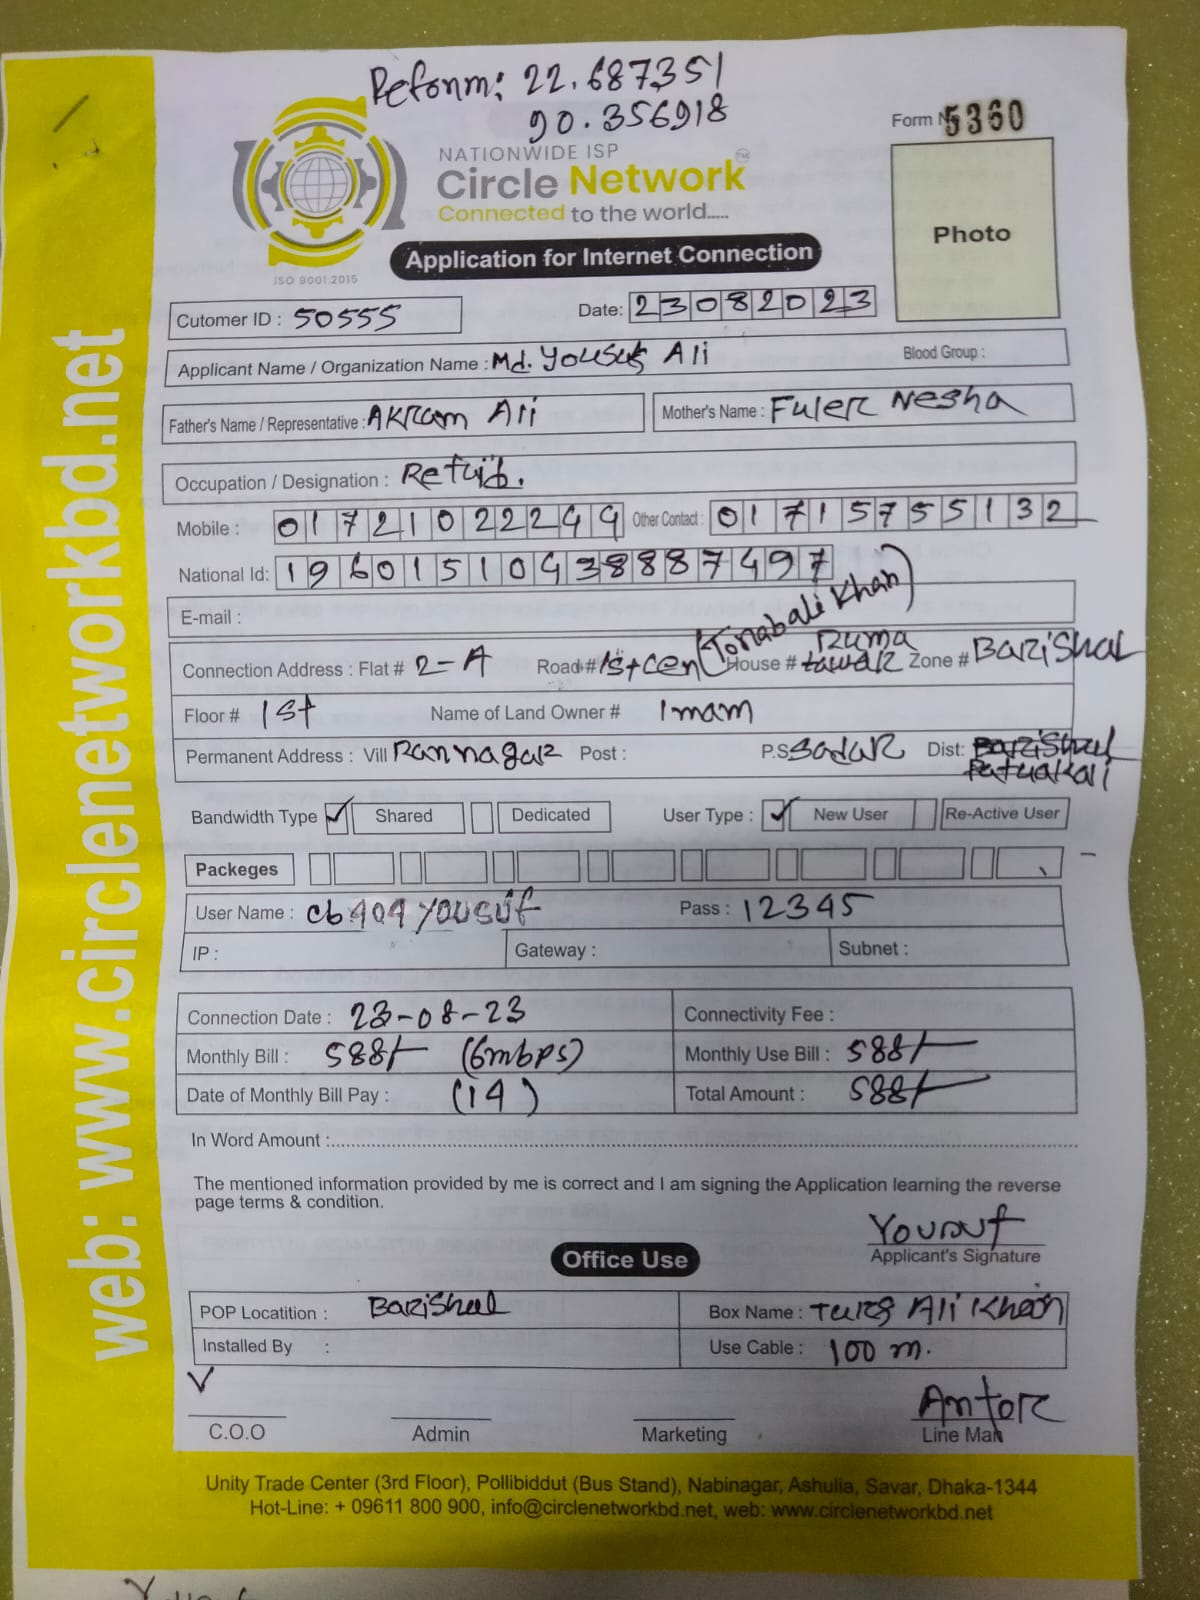 Reform: 22.687351
90.356918
Form N 5360
NATIONWIDE ISP
Circle Network™
Connected to the world.....
ISO 9001:2015
Photo
Application for Internet Connection
Cutomer ID : 50555 Date: 23082023
Applicant Name / Organization Name : Md. Yousuf Ali Blood Group :
Father's Name / Representative : AKRam Ali Mother's Name : Fuler Nesha
Occupation / Designation :
Mobile : 01721022244 Other Contact : 01715755132
National Id: 19601510438887497
E-mail :
(Tonabali Khan)
Connection Address : Flat # 2-A Road # 1st Cen House # Ruma Zone # BARiShaL
Floor # 1st Name of Land Owner # Imam
Permanent Address : Vill Ramnagar Post : P.S SadaR Dist: BaRiShal
Patuakali
Bandwidth Type ✓ Shared Dedicated User Type : ✓ New User Re-Active User
Packeges
User Name : cb404yousuf Pass : 12345
IP : Gateway : Subnet :
Connection Date : 23-08-23 Connectivity Fee :
Monthly Bill : 588/- (6mbps) Monthly Use Bill : 588/-
Date of Monthly Bill Pay : (14) Total Amount : 588/-
In Word Amount :
The mentioned information provided by me is correct and I am signing the Application learning the reverse
page terms & condition.
Yousuf
Applicant's Signature
Office Use
POP Locatition : BaRiShal Box Name : Ali Khan
Installed By : Use Cable : 100 m.
AntoR
C.O.O Admin Marketing Line Man
Unity Trade Center (3rd Floor), Pollibiddut (Bus Stand), Nabinagar, Ashulia, Savar, Dhaka-1344
Hot-Line: + 09611 800 900, info@circlenetworkbd.net, web: www.circlenetworkbd.net
web: www.circlenetworkbd.net